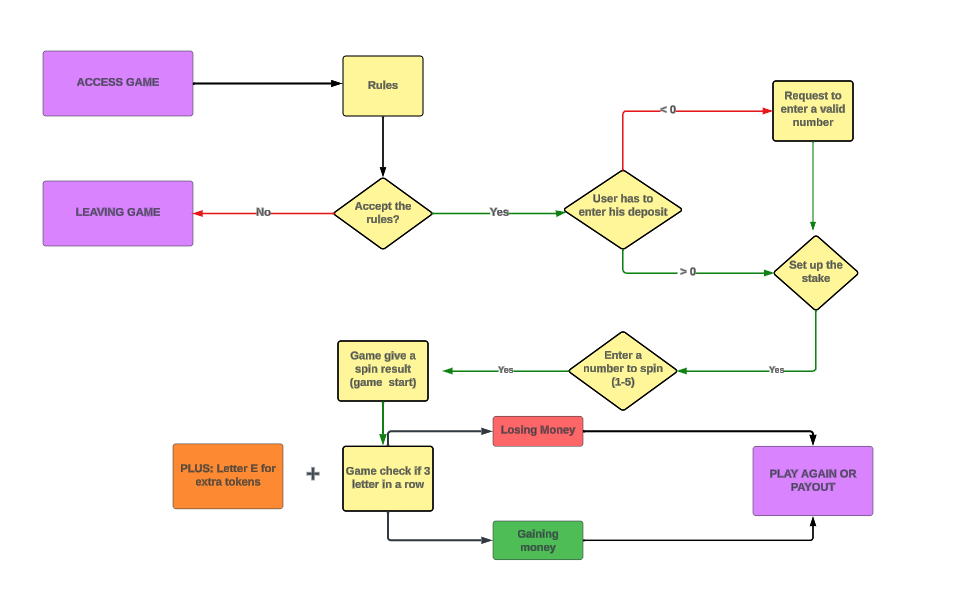 ACCESS GAME
Rules
< 0
Request to
enter a valid
number
LEAVING GAME
No
Accept the
rules?
Yes
User has to
enter his deposit
> 0
Set up the
stake
Game give a
spin result
(game start)
Yes
Enter a
number to spin
(1-5)
Yes
Losing Money
PLUS: Letter E for
extra tokens
+
Game check if 3
letter in a row
PLAY AGAIN OR
PAYOUT
Gaining
money